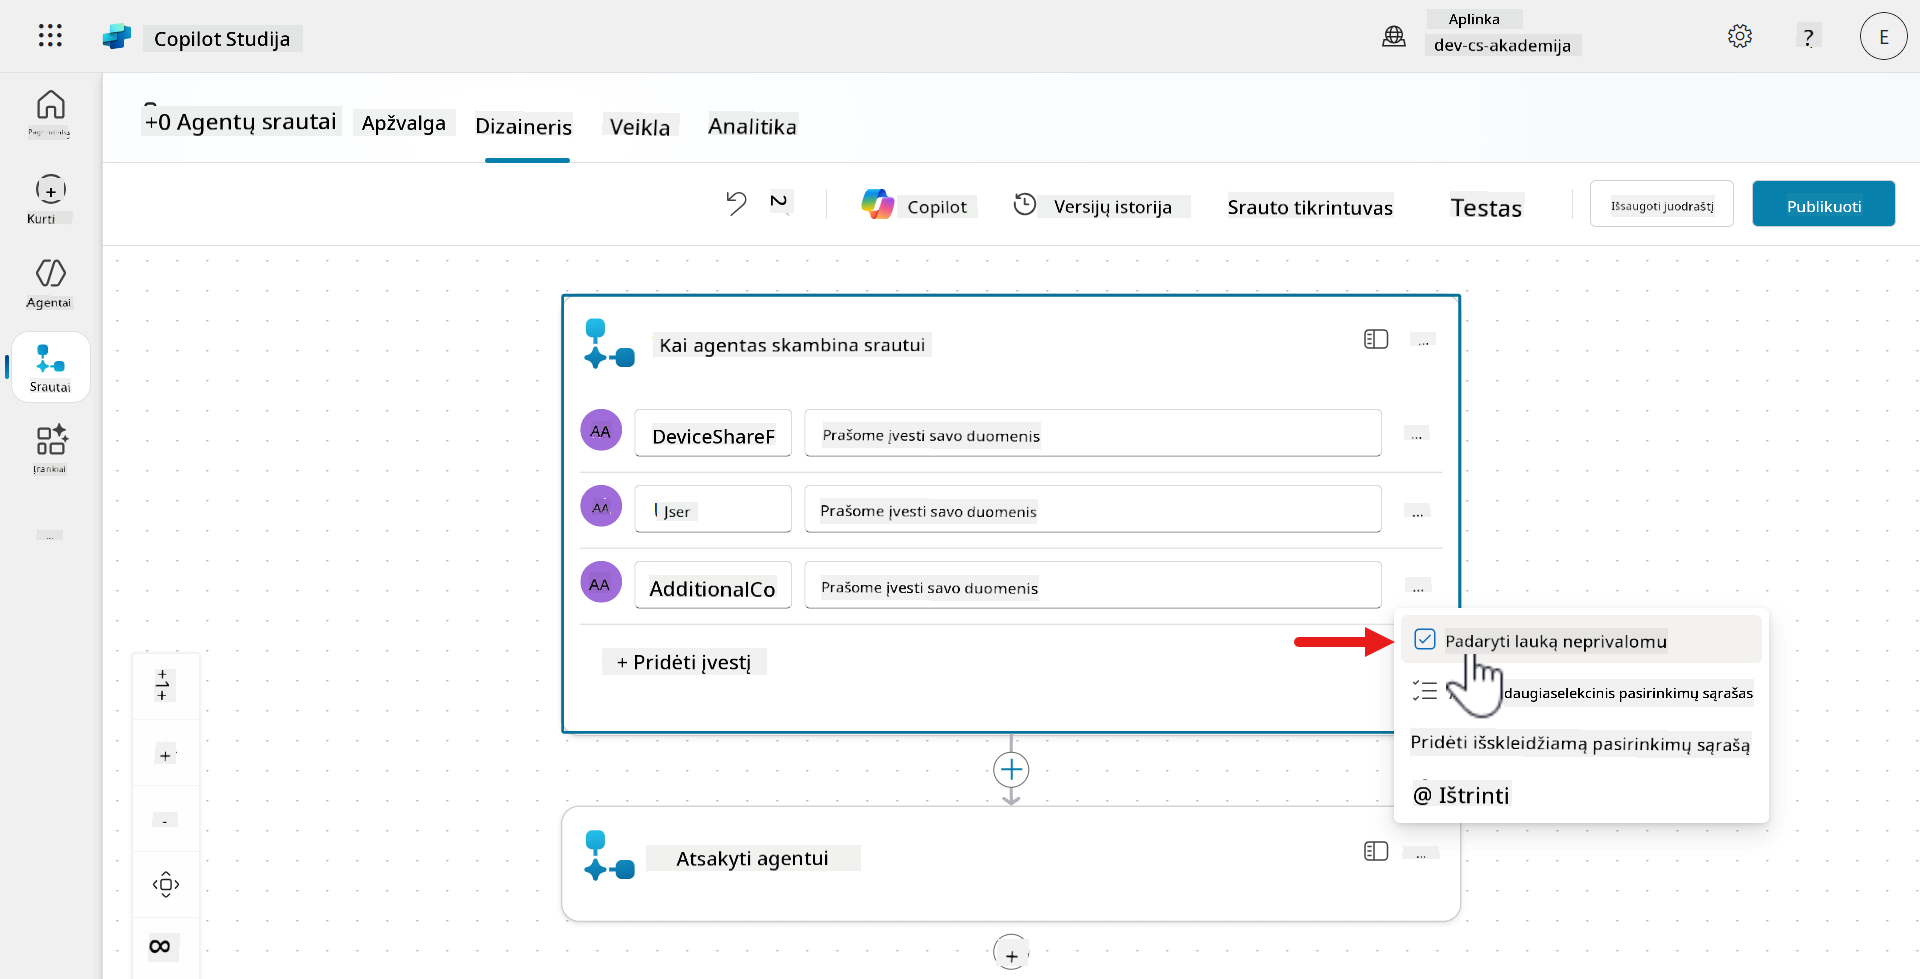 Copilot Studija
Aplinka
dev-cs-akademija
?
E
+0 Agentų srautai
Apžvalga
Dizaineris
Veikla
Analitika
Kurti
Agentai
Srautai
Įrankiai
...
Copilot
Versijų istorija
Srauto tikrintuvas
Testas
Išsaugoti juodraštį
Publikuoti
Kai agentas skambina srautui
...
AA
DeviceShareF
Prašome įvesti savo duomenis
...
AA
User
Prašome įvesti savo duomenis
...
AA
AdditionalCo
Prašome įvesti savo duomenis
...
+ Pridėti įvestį
Padaryti lauką neprivalomu
daugiaselekcinis pasirinkimų sąrašas
Pridėti išskleidžiamą pasirinkimų sąrašą
@ Ištrinti
Atsakyti agentui
...